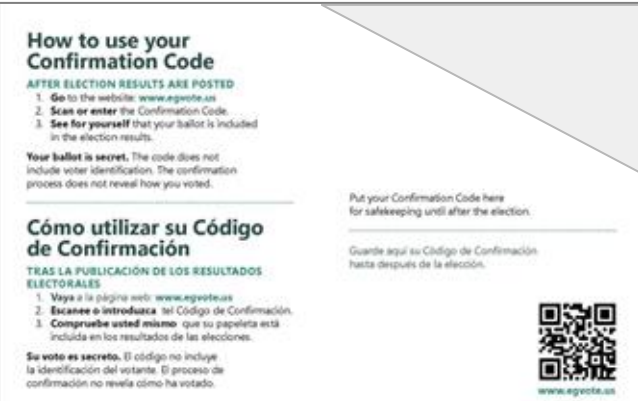 How to use your
Confirmation Code
AFTER ELECTION RESULTS ARE POSTED
1. Go to the website: www.egvote.us
2. Scan or enter the Confirmation Code.
3. See for yourself that your ballot is included
in the election results.
Your ballot is secret. The code does not
include voter identification. The confirmation
process does not reveal how you voted.
Cómo utilizar su Código
de Confirmación
TRAS LA PUBLICACIÓN DE LOS RESULTADOS
ELECTORALES
1. Vaya a la página web: www.egvote.us
2. Escanee o introduzca tel Código de Confirmación.
3. Compruebe usted mismo que su papeleta está
incluida en los resultados de las elecciones.
Su voto es secreto. El código no incluye
la identificación del votante. El proceso de
confirmación no revela cómo ha votado.
Put your Confirmation Code here
for safekeeping until after the election.
Guarde aquí su Código de Confirmación
hasta después de la elección.
www.egvote.us